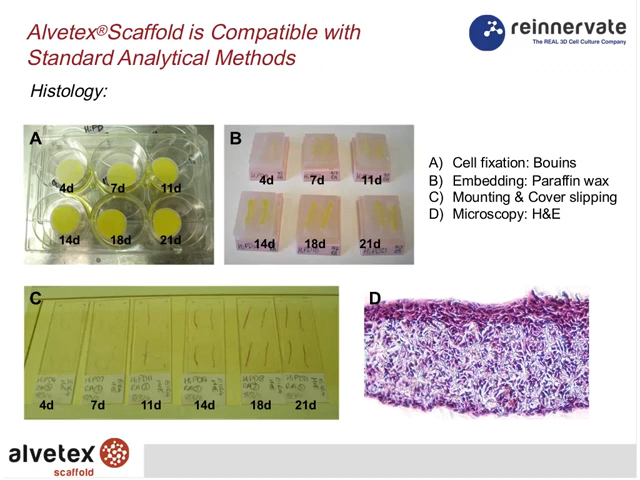 Alvetex®Scaffold is Compatible with
Standard Analytical Methods
reinnervate
The REAL 3D Cell Culture Company
Histology:
A
4d 7d 11d
14d 18d 21d
B
4d 7d 11d
14d 18d 21d
A) Cell fixation: Bouins
B) Embedding: Paraffin wax
C) Mounting & Cover slipping
D) Microscopy: H&E
C
4d 7d 11d 14d 18d 21d
D
alvetex
scaffold